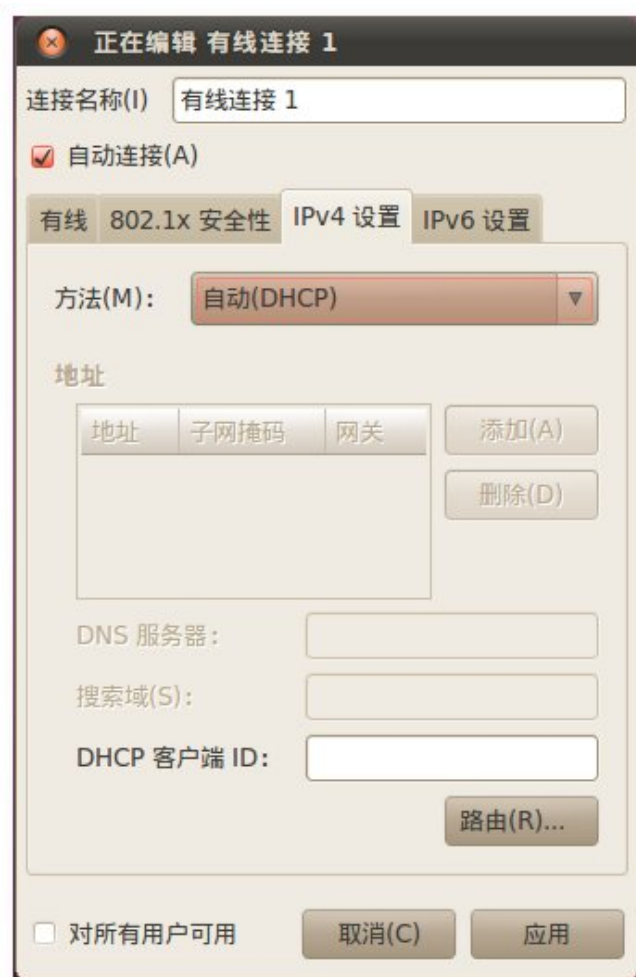 正在编辑 有线连接 1
连接名称(I) 有线连接 1
自动连接(A)
有线 802.1x 安全性 IPv4 设置 IPv6 设置
方法(M): 自动(DHCP)
地址
地址 子网掩码 网关 添加(A)
删除(D)
DNS 服务器:
搜索域(S):
DHCP 客户端 ID:
路由(R)...
对所有用户可用 取消(C) 应用